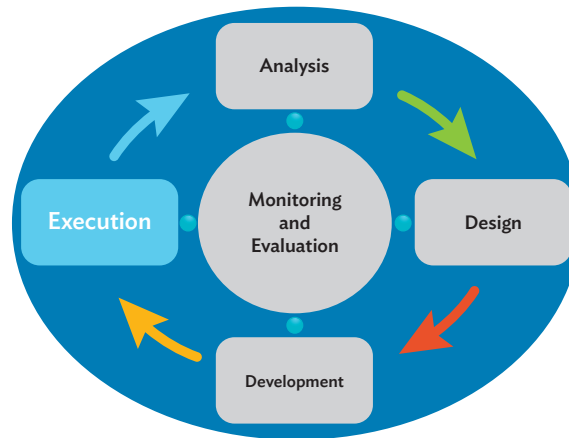 Analysis
Execution
Monitoring
and
Evaluation
Design
Development